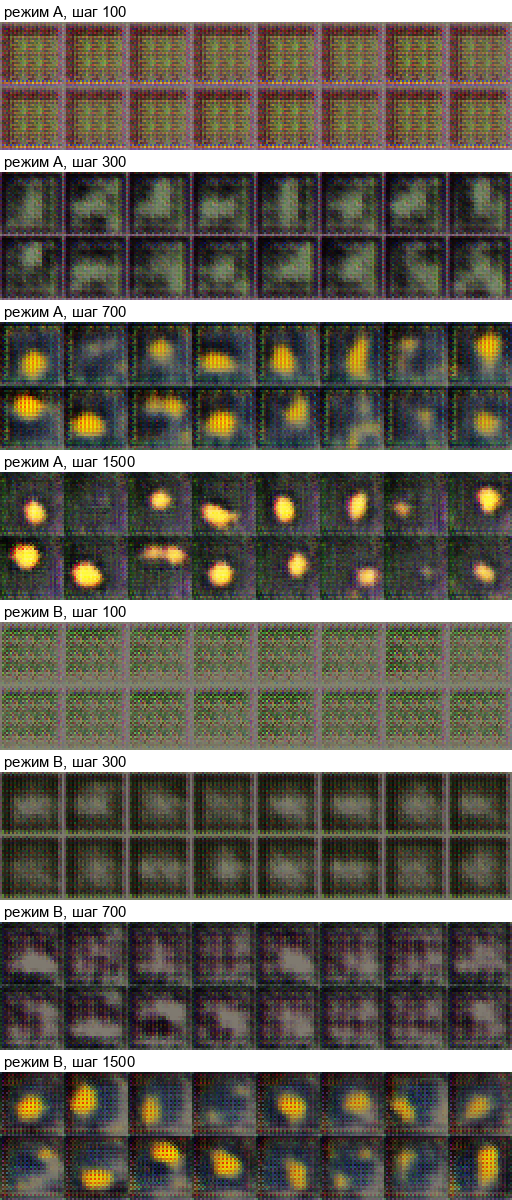 режим A, шаг 100
режим A, шаг 300
режим A, шаг 700
режим A, шаг 1500
режим B, шаг 100
режим B, шаг 300
режим B, шаг 700
режим B, шаг 1500